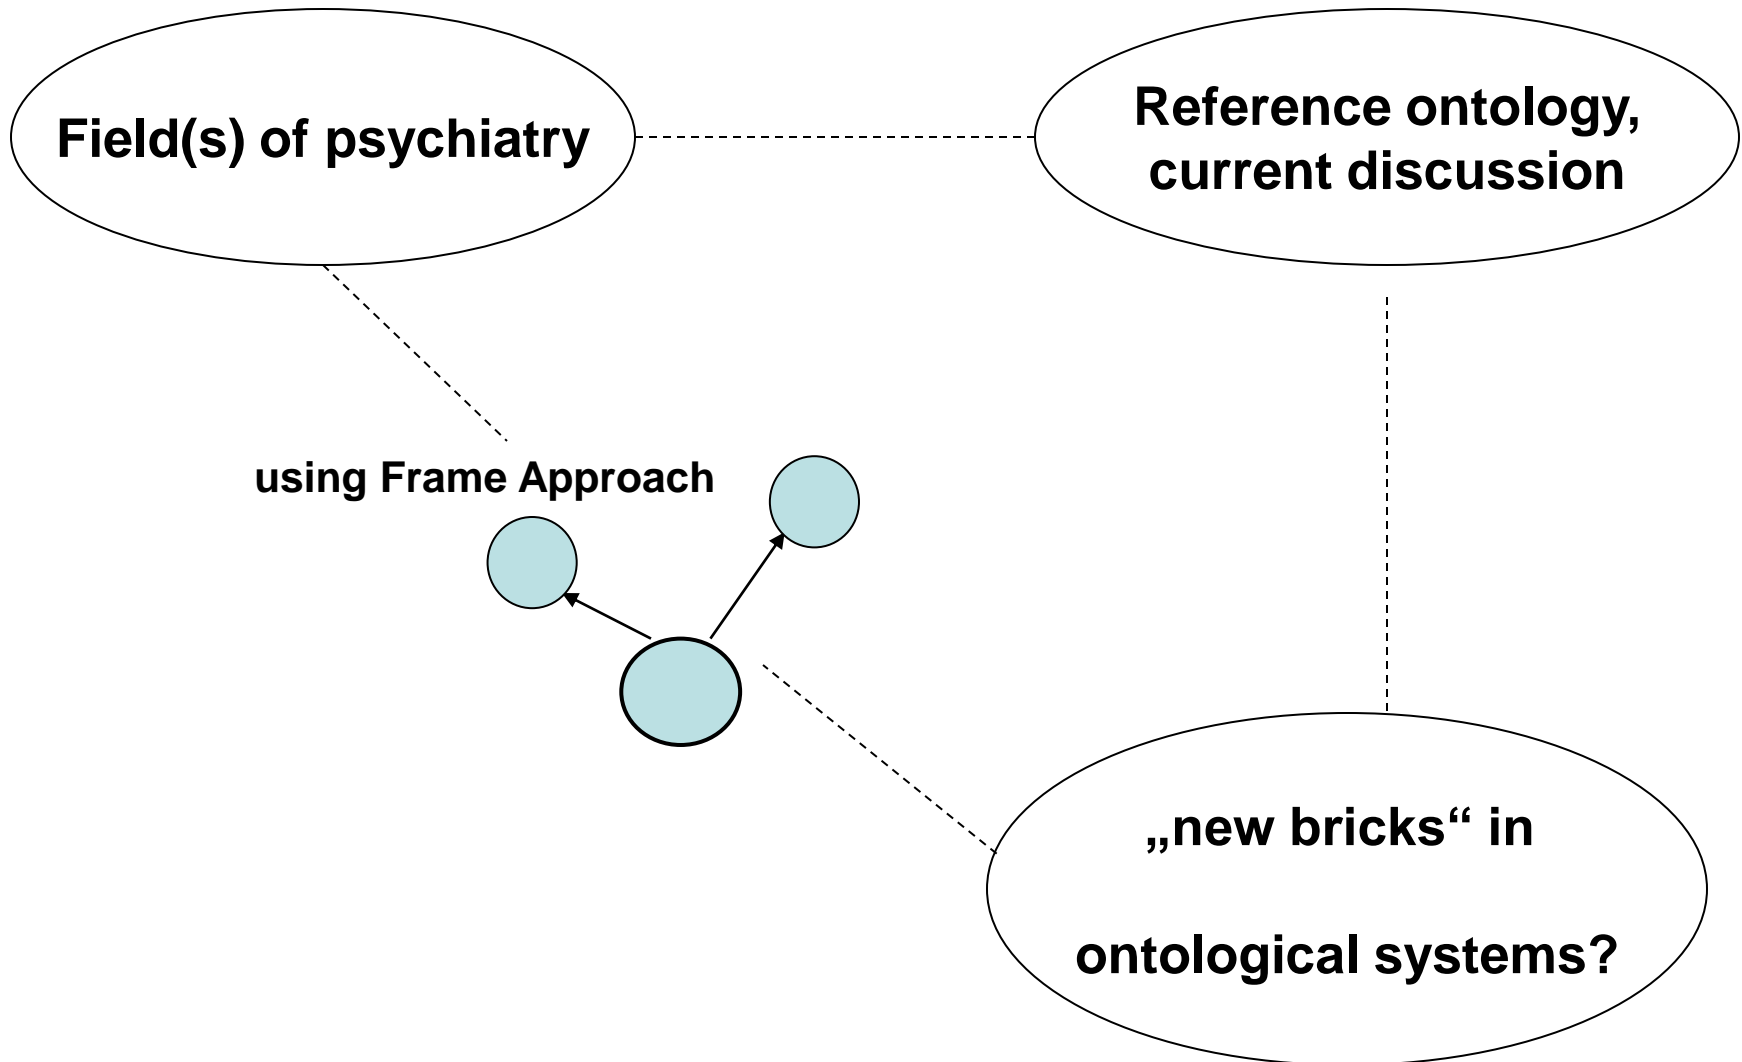 Field(s) of psychiatry
Reference ontology,
current discussion
using Frame Approach
„new bricks“ in
ontological systems?